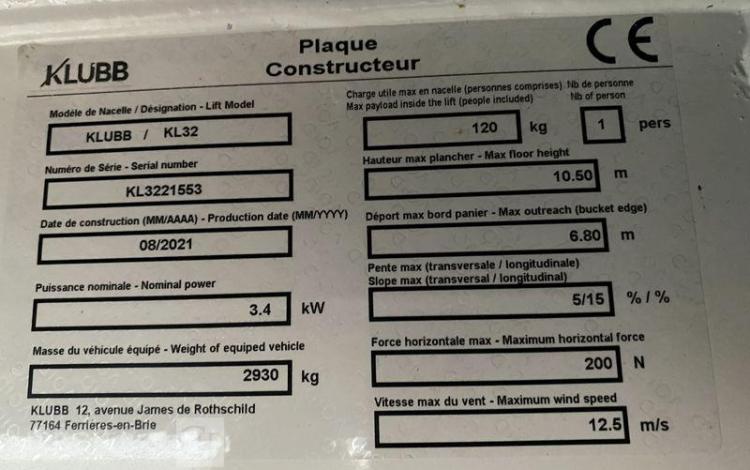 KLUBB
Plaque
Constructeur
CE
Modèle de Nacelle / Désignation - Lift Model
KLUBB / KL32
Numéro de Série - Serial number
KL3221553
Date de construction (MM/AAAA) - Production date (MM/YYYY)
08/2021
Puissance nominale - Nominal power
3.4 kW
Masse du véhicule équipé - Weight of equiped vehicle
2930 kg
KLUBB 12, avenue James de Rothschild
77164 Ferrières-en-Brie
Charge utile max en nacelle (personnes comprises) Nb de personne
Max payload inside the lift (people included) Nb of person
120 kg 1 pers
Hauteur max plancher - Max floor height
10.50 m
Déport max bord panier - Max outreach (bucket edge)
6.80 m
Pente max (transversale / longitudinale)
Slope max (transversal / longitudinal)
5/15 % / %
Force horizontale max - Maximum horizontal force
200 N
Vitesse max du vent - Maximum wind speed
12.5 m/s